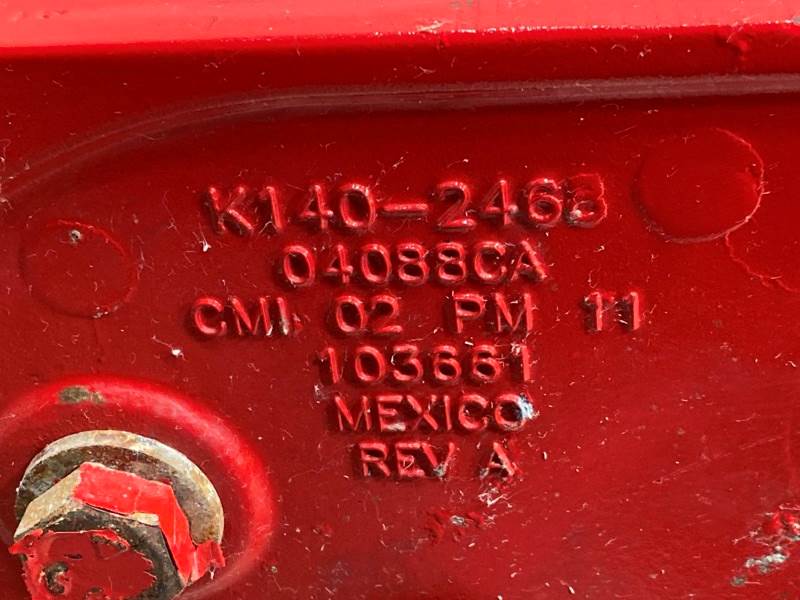 K140-2468
04088CA
CMI 02 PM 11
103661
MEXICO
REV A